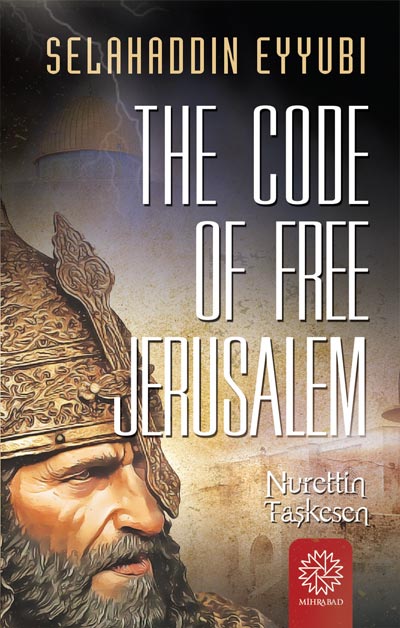 SELAHADDIN EYYUBI
THE CODE
OF FREE
JERUSALEM
Nurettin
Taşkesen
MİHRABAD